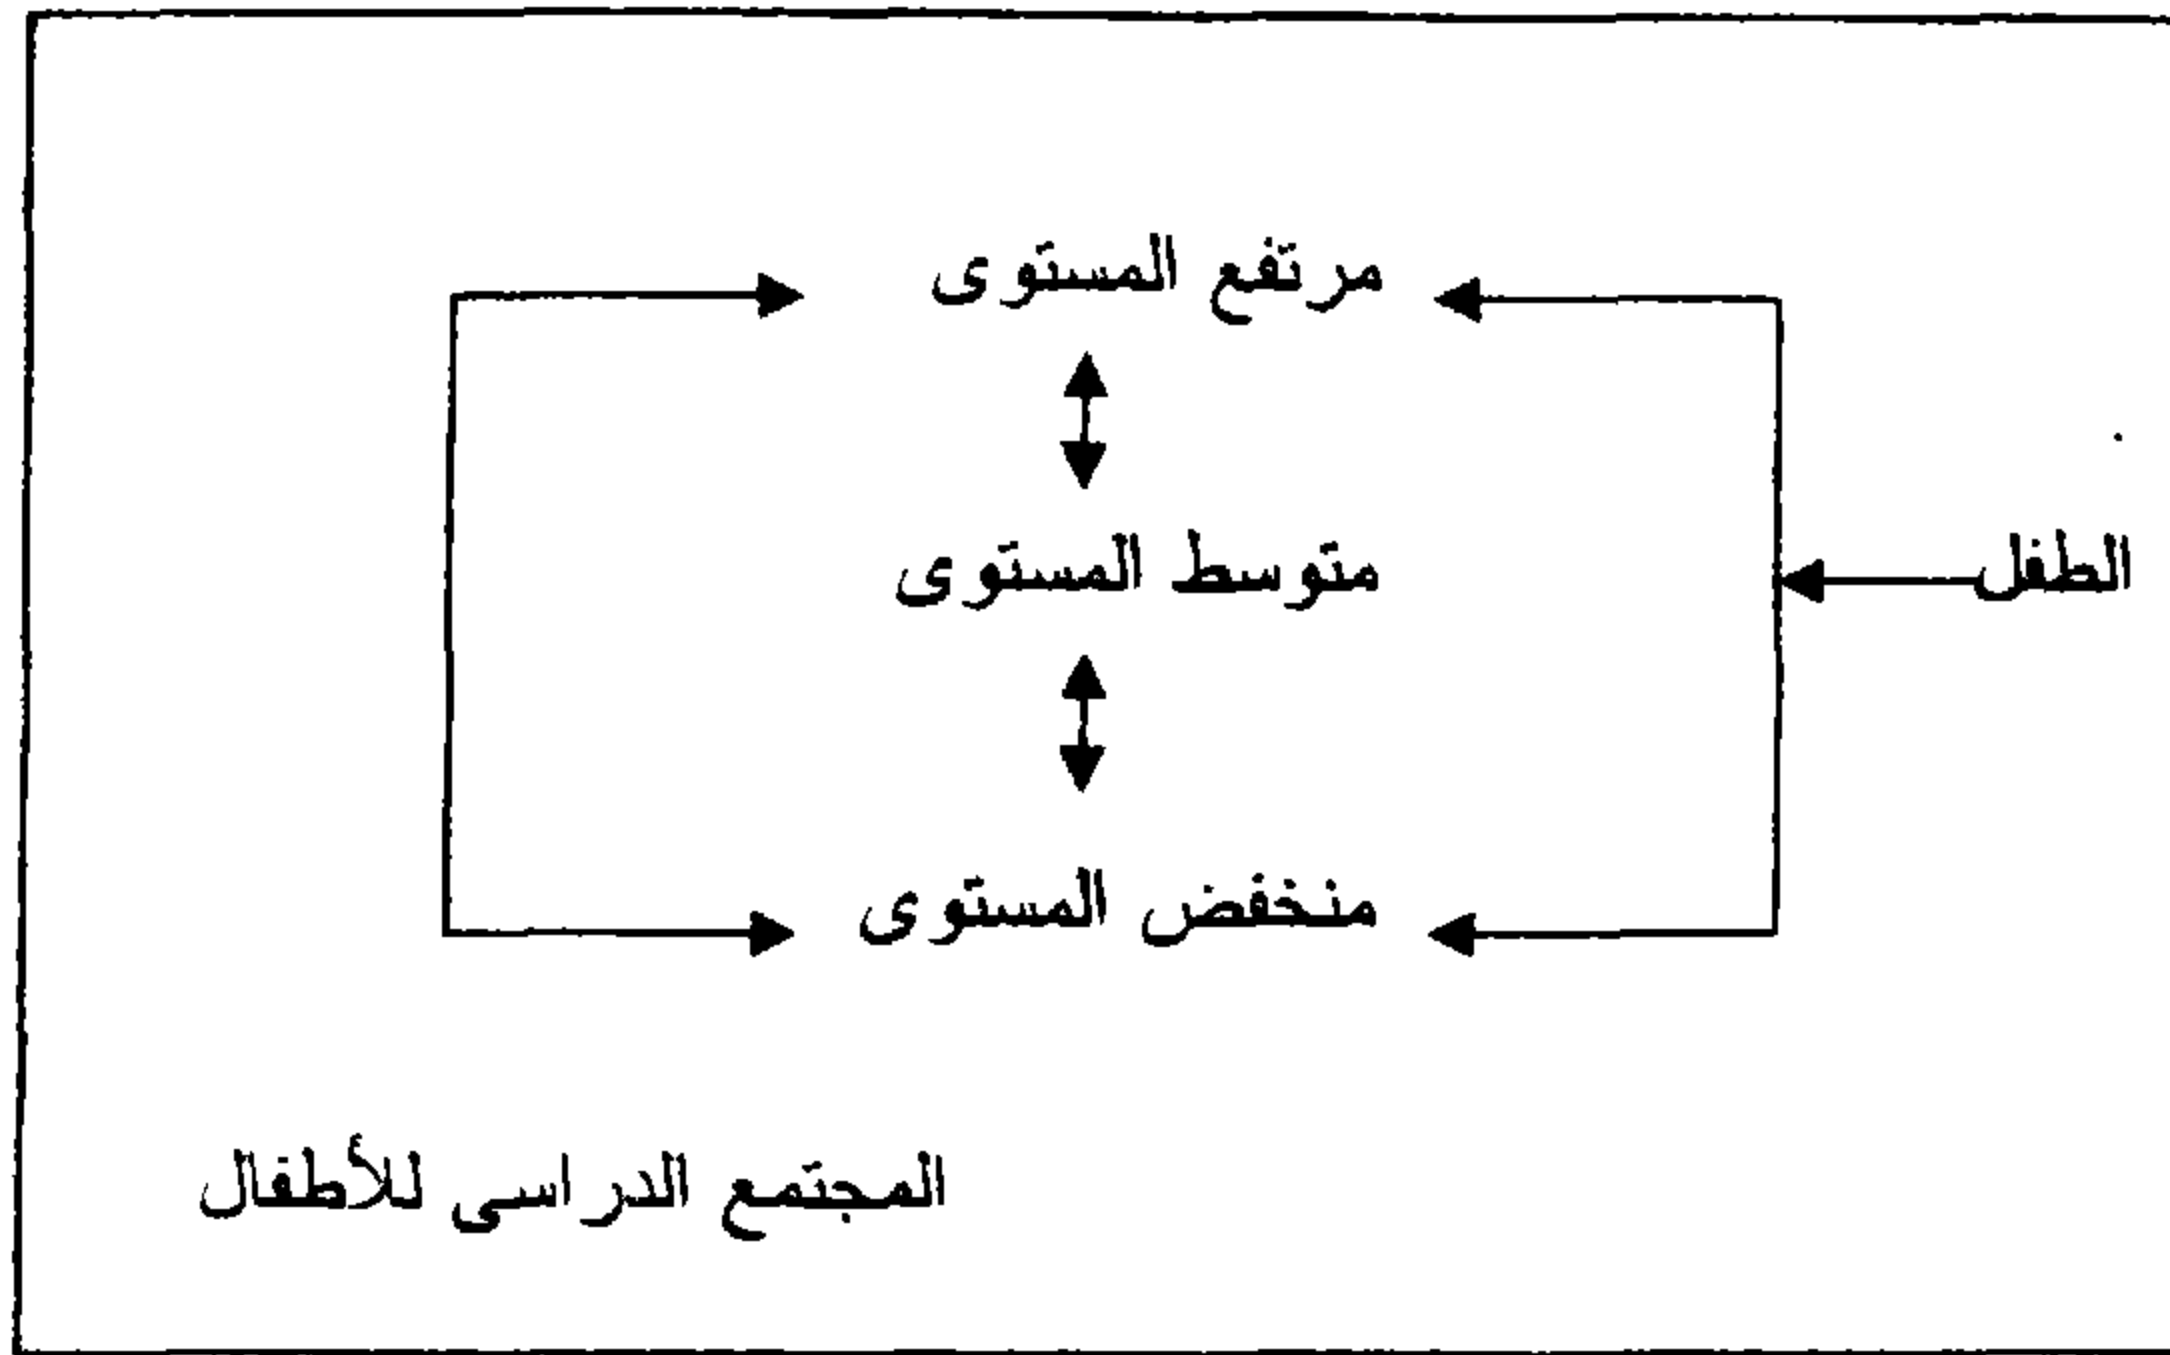 مرتفع المستوى
متوسط المستوى
الطفل
منخفض المستوى
المجتمع الدراسى للأطفال